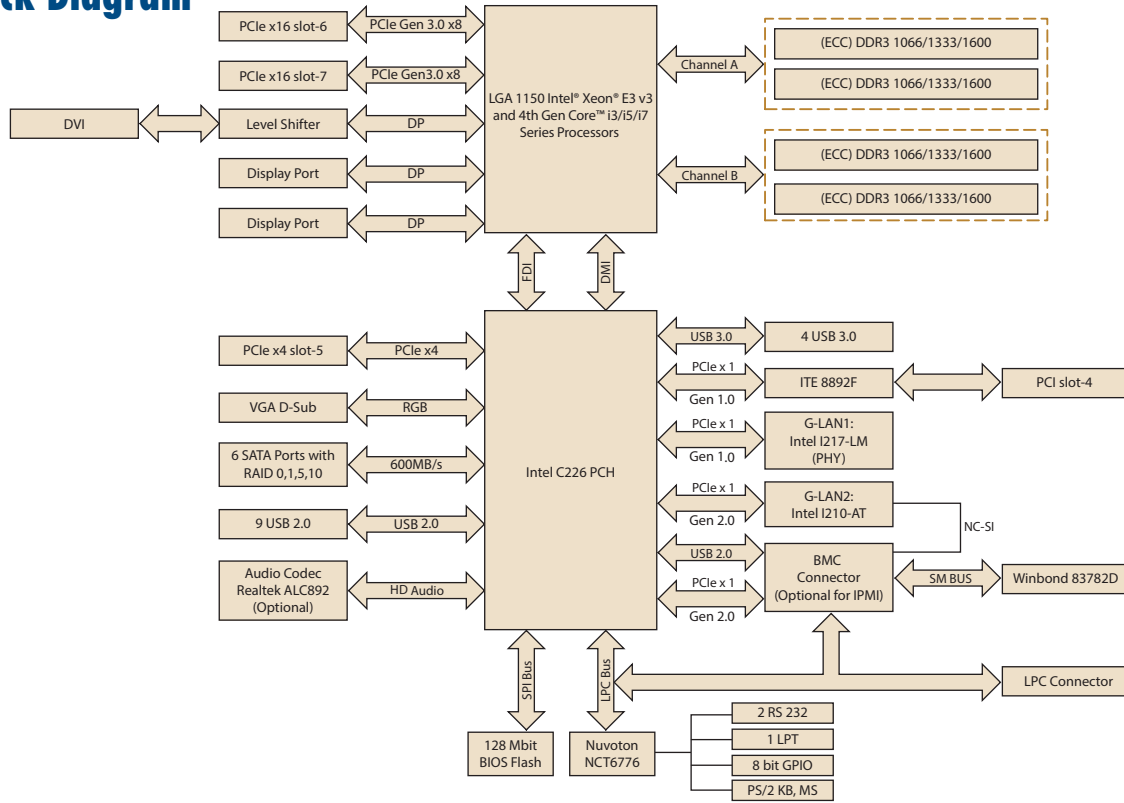 ck Diagram
PCIe x16 slot-6
PCIe Gen 3.0 x8
PCIe x16 slot-7
PCIe Gen3.0 x8
DVI
Level Shifter
DP
Display Port
DP
Display Port
DP
LGA 1150 Intel® Xeon® E3 v3
and 4th Gen Core™ i3/i5/i7
Series Processors
Channel A
(ECC) DDR3 1066/1333/1600
(ECC) DDR3 1066/1333/1600
Channel B
(ECC) DDR3 1066/1333/1600
(ECC) DDR3 1066/1333/1600
FDI
DMI
PCIe x4 slot-5
PCIe x4
VGA D-Sub
RGB
6 SATA Ports with
RAID 0,1,5,10
600MB/s
9 USB 2.0
USB 2.0
Audio Codec
Realtek ALC892
(Optional)
HD Audio
Intel C226 PCH
USB 3.0
4 USB 3.0
PCIe x 1
Gen 1.0
ITE 8892F
PCI slot-4
PCIe x 1
Gen 1.0
G-LAN1:
Intel I217-LM
(PHY)
PCIe x 1
Gen 2.0
G-LAN2:
Intel I210-AT
NC-SI
USB 2.0
PCIe x 1
Gen 2.0
BMC
Connector
(Optional for IPMI)
SM BUS
Winbond 83782D
SPI Bus
LPC Bus
LPC Connector
128 Mbit
BIOS Flash
Nuvoton
NCT6776
2 RS 232
1 LPT
8 bit GPIO
PS/2 KB, MS